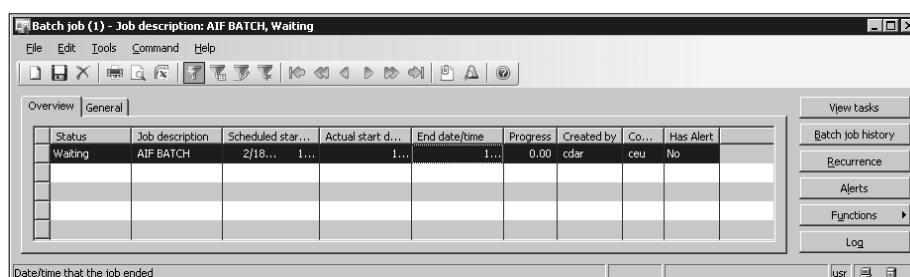 Batch job (1) - Job description: AIF BATCH, Waiting
File Edit Tools Command Help
Overview General
Status Job description Scheduled star... Actual start d... End date/time Progress Created by Co... Has Alert
Waiting AIF BATCH 2/18... 1... 1... 1... 0.00 cdar ceu No
View tasks
Batch job history
Recurrence
Alerts
Functions
Log
Date/time that the job ended usr